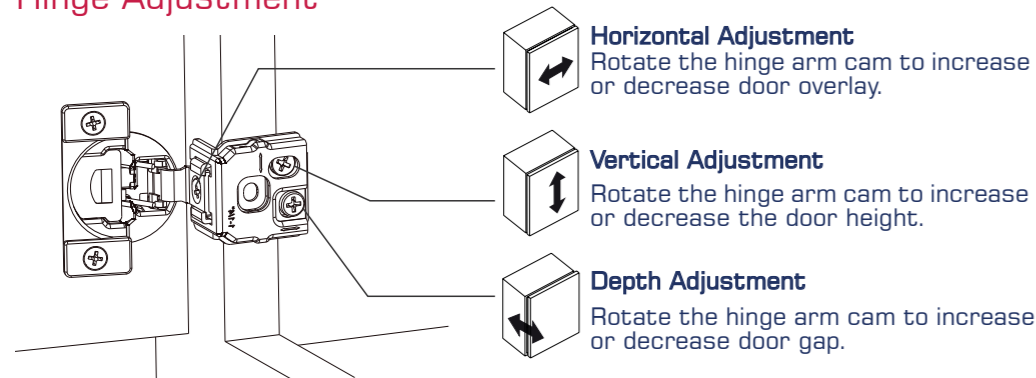 Hinge Adjustment
Horizontal Adjustment
Rotate the hinge arm cam to increase
or decrease door overlay.
Vertical Adjustment
Rotate the hinge arm cam to increase
or decrease the door height.
Depth Adjustment
Rotate the hinge arm cam to increase
or decrease door gap.